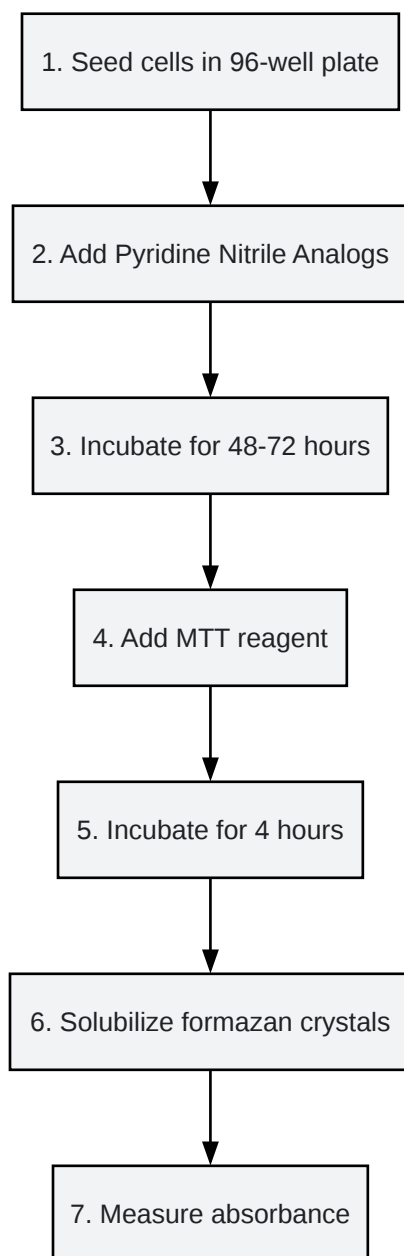 1. Seed cells in 96-well plate
2. Add Pyridine Nitrile Analogs
3. Incubate for 48-72 hours
4. Add MTT reagent
5. Incubate for 4 hours
6. Solubilize formazan crystals
7. Measure absorbance